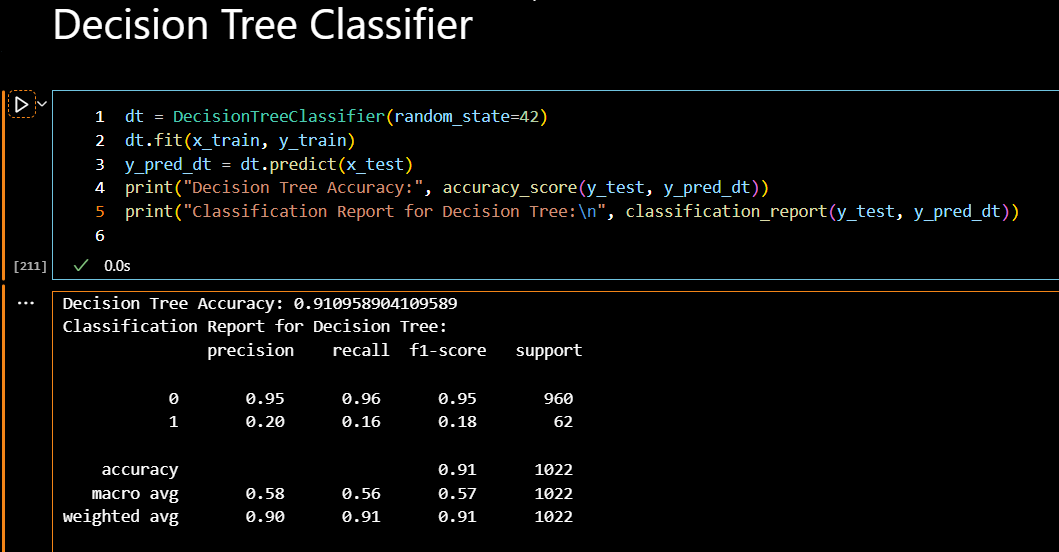 Decision Tree Classifier
1 dt = DecisionTreeClassifier(random_state=42)
2 dt.fit(x_train, y_train)
3 y_pred_dt = dt.predict(x_test)
4 print("Decision Tree Accuracy:", accuracy_score(y_test, y_pred_dt))
5 print("Classification Report for Decision Tree:\n", classification_report(y_test, y_pred_dt))
6
[211] 0.0s
Decision Tree Accuracy: 0.910958904109589
Classification Report for Decision Tree:
precision recall f1-score support
0 0.95 0.96 0.95 960
1 0.20 0.16 0.18 62
accuracy 0.91 1022
macro avg 0.58 0.56 0.57 1022
weighted avg 0.90 0.91 0.91 1022